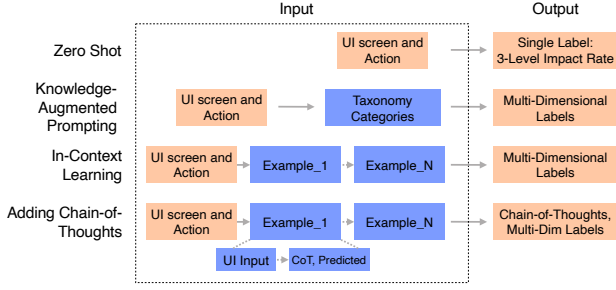 Input
Output
Zero Shot
UI screen and
Action
Single Label:
3-Level Impact Rate
Knowledge-
Augmented
Prompting
UI screen and
Action
Taxonomy
Categories
Multi-Dimensional
Labels
In-Context
Learning
UI screen and
Action
Example_1
Example_N
Multi-Dimensional
Labels
Adding Chain-of-
Thoughts
UI screen and
Action
Example_1
Example_N
Chain-of-Thoughts,
Multi-Dim Labels
UI Input
CoT, Predicted